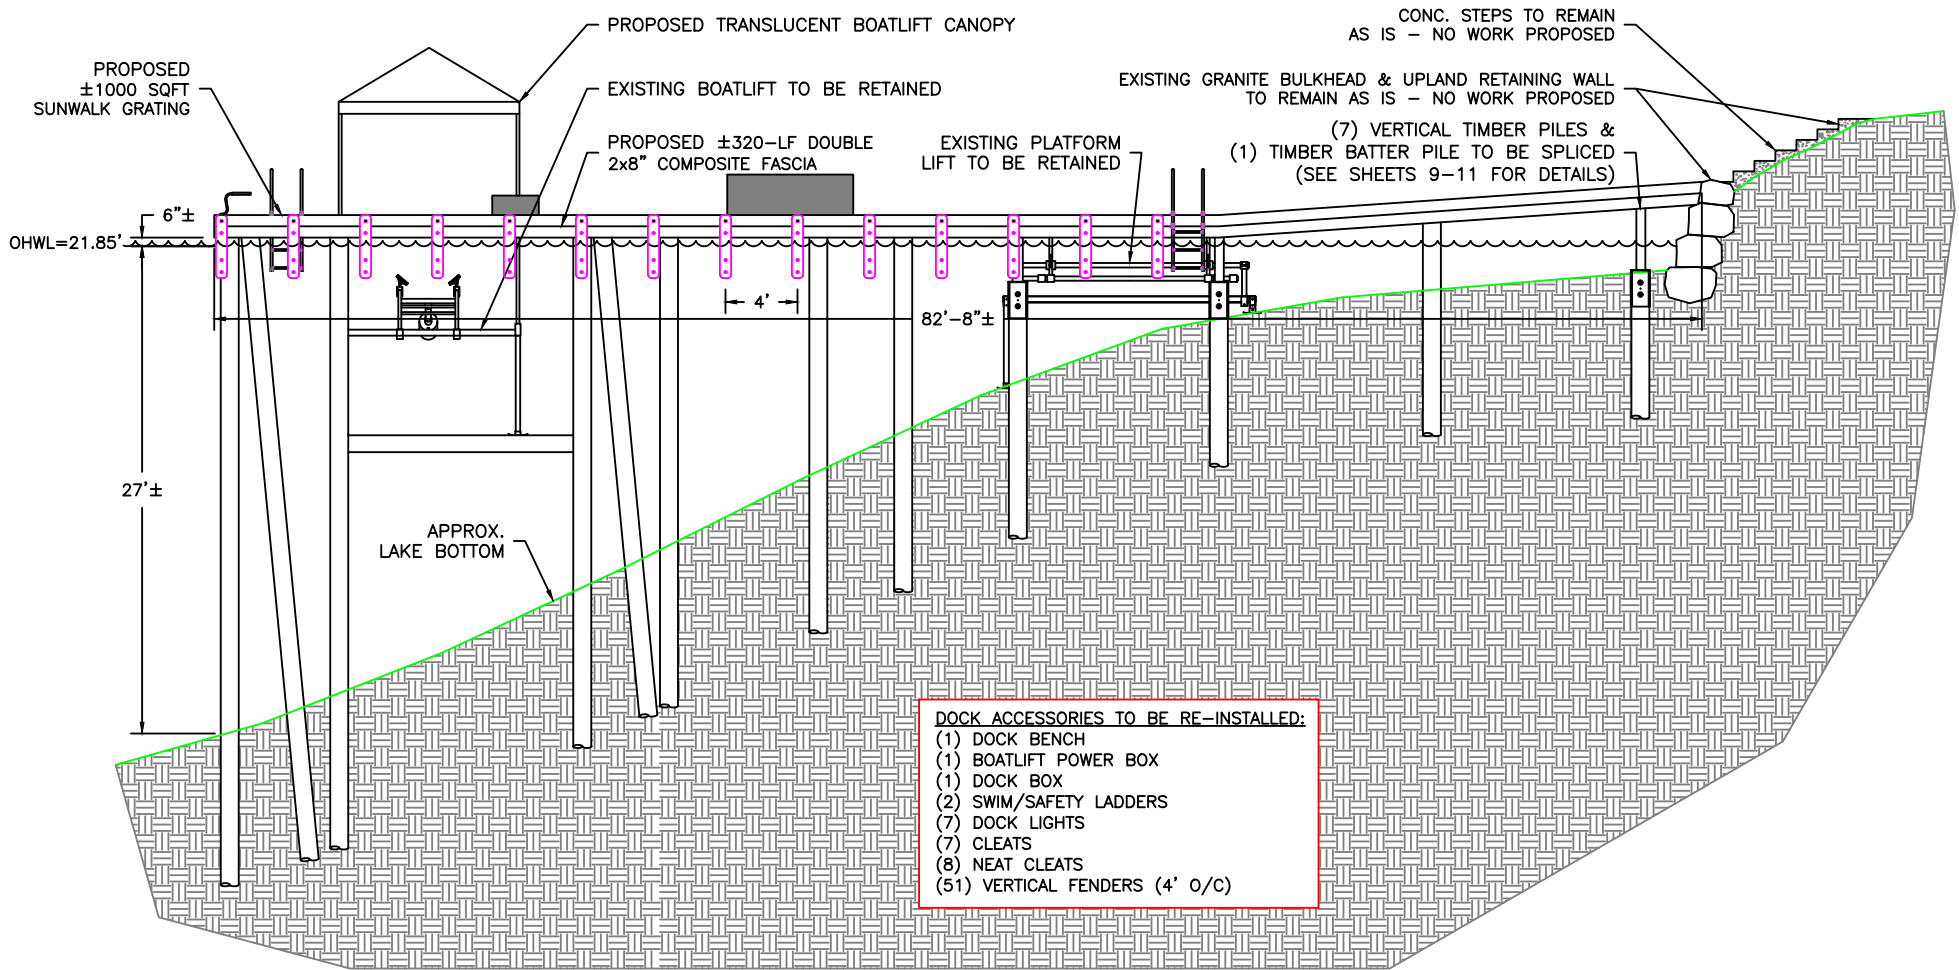 PROPOSED TRANSLUCENT BOATLIFT CANOPY
CONC. STEPS TO REMAIN
AS IS – NO WORK PROPOSED
PROPOSED
±1000 SQFT
SUNWALK GRATING
EXISTING BOATLIFT TO BE RETAINED
EXISTING GRANITE BULKHEAD & UPLAND RETAINING WALL
TO REMAIN AS IS – NO WORK PROPOSED
PROPOSED ±320-LF DOUBLE
2x8" COMPOSITE FASCIA
EXISTING PLATFORM
LIFT TO BE RETAINED
(7) VERTICAL TIMBER PILES &
(1) TIMBER BATTER PILE TO BE SPLICED
(SEE SHEETS 9-11 FOR DETAILS)
6"±
OHWL=21.85'
4'
82'-8"±
27'±
APPROX.
LAKE BOTTOM
DOCK ACCESSORIES TO BE RE-INSTALLED:
(1) DOCK BENCH
(1) BOATLIFT POWER BOX
(1) DOCK BOX
(2) SWIM/SAFETY LADDERS
(7) DOCK LIGHTS
(7) CLEATS
(8) NEAT CLEATS
(51) VERTICAL FENDERS (4' O/C)